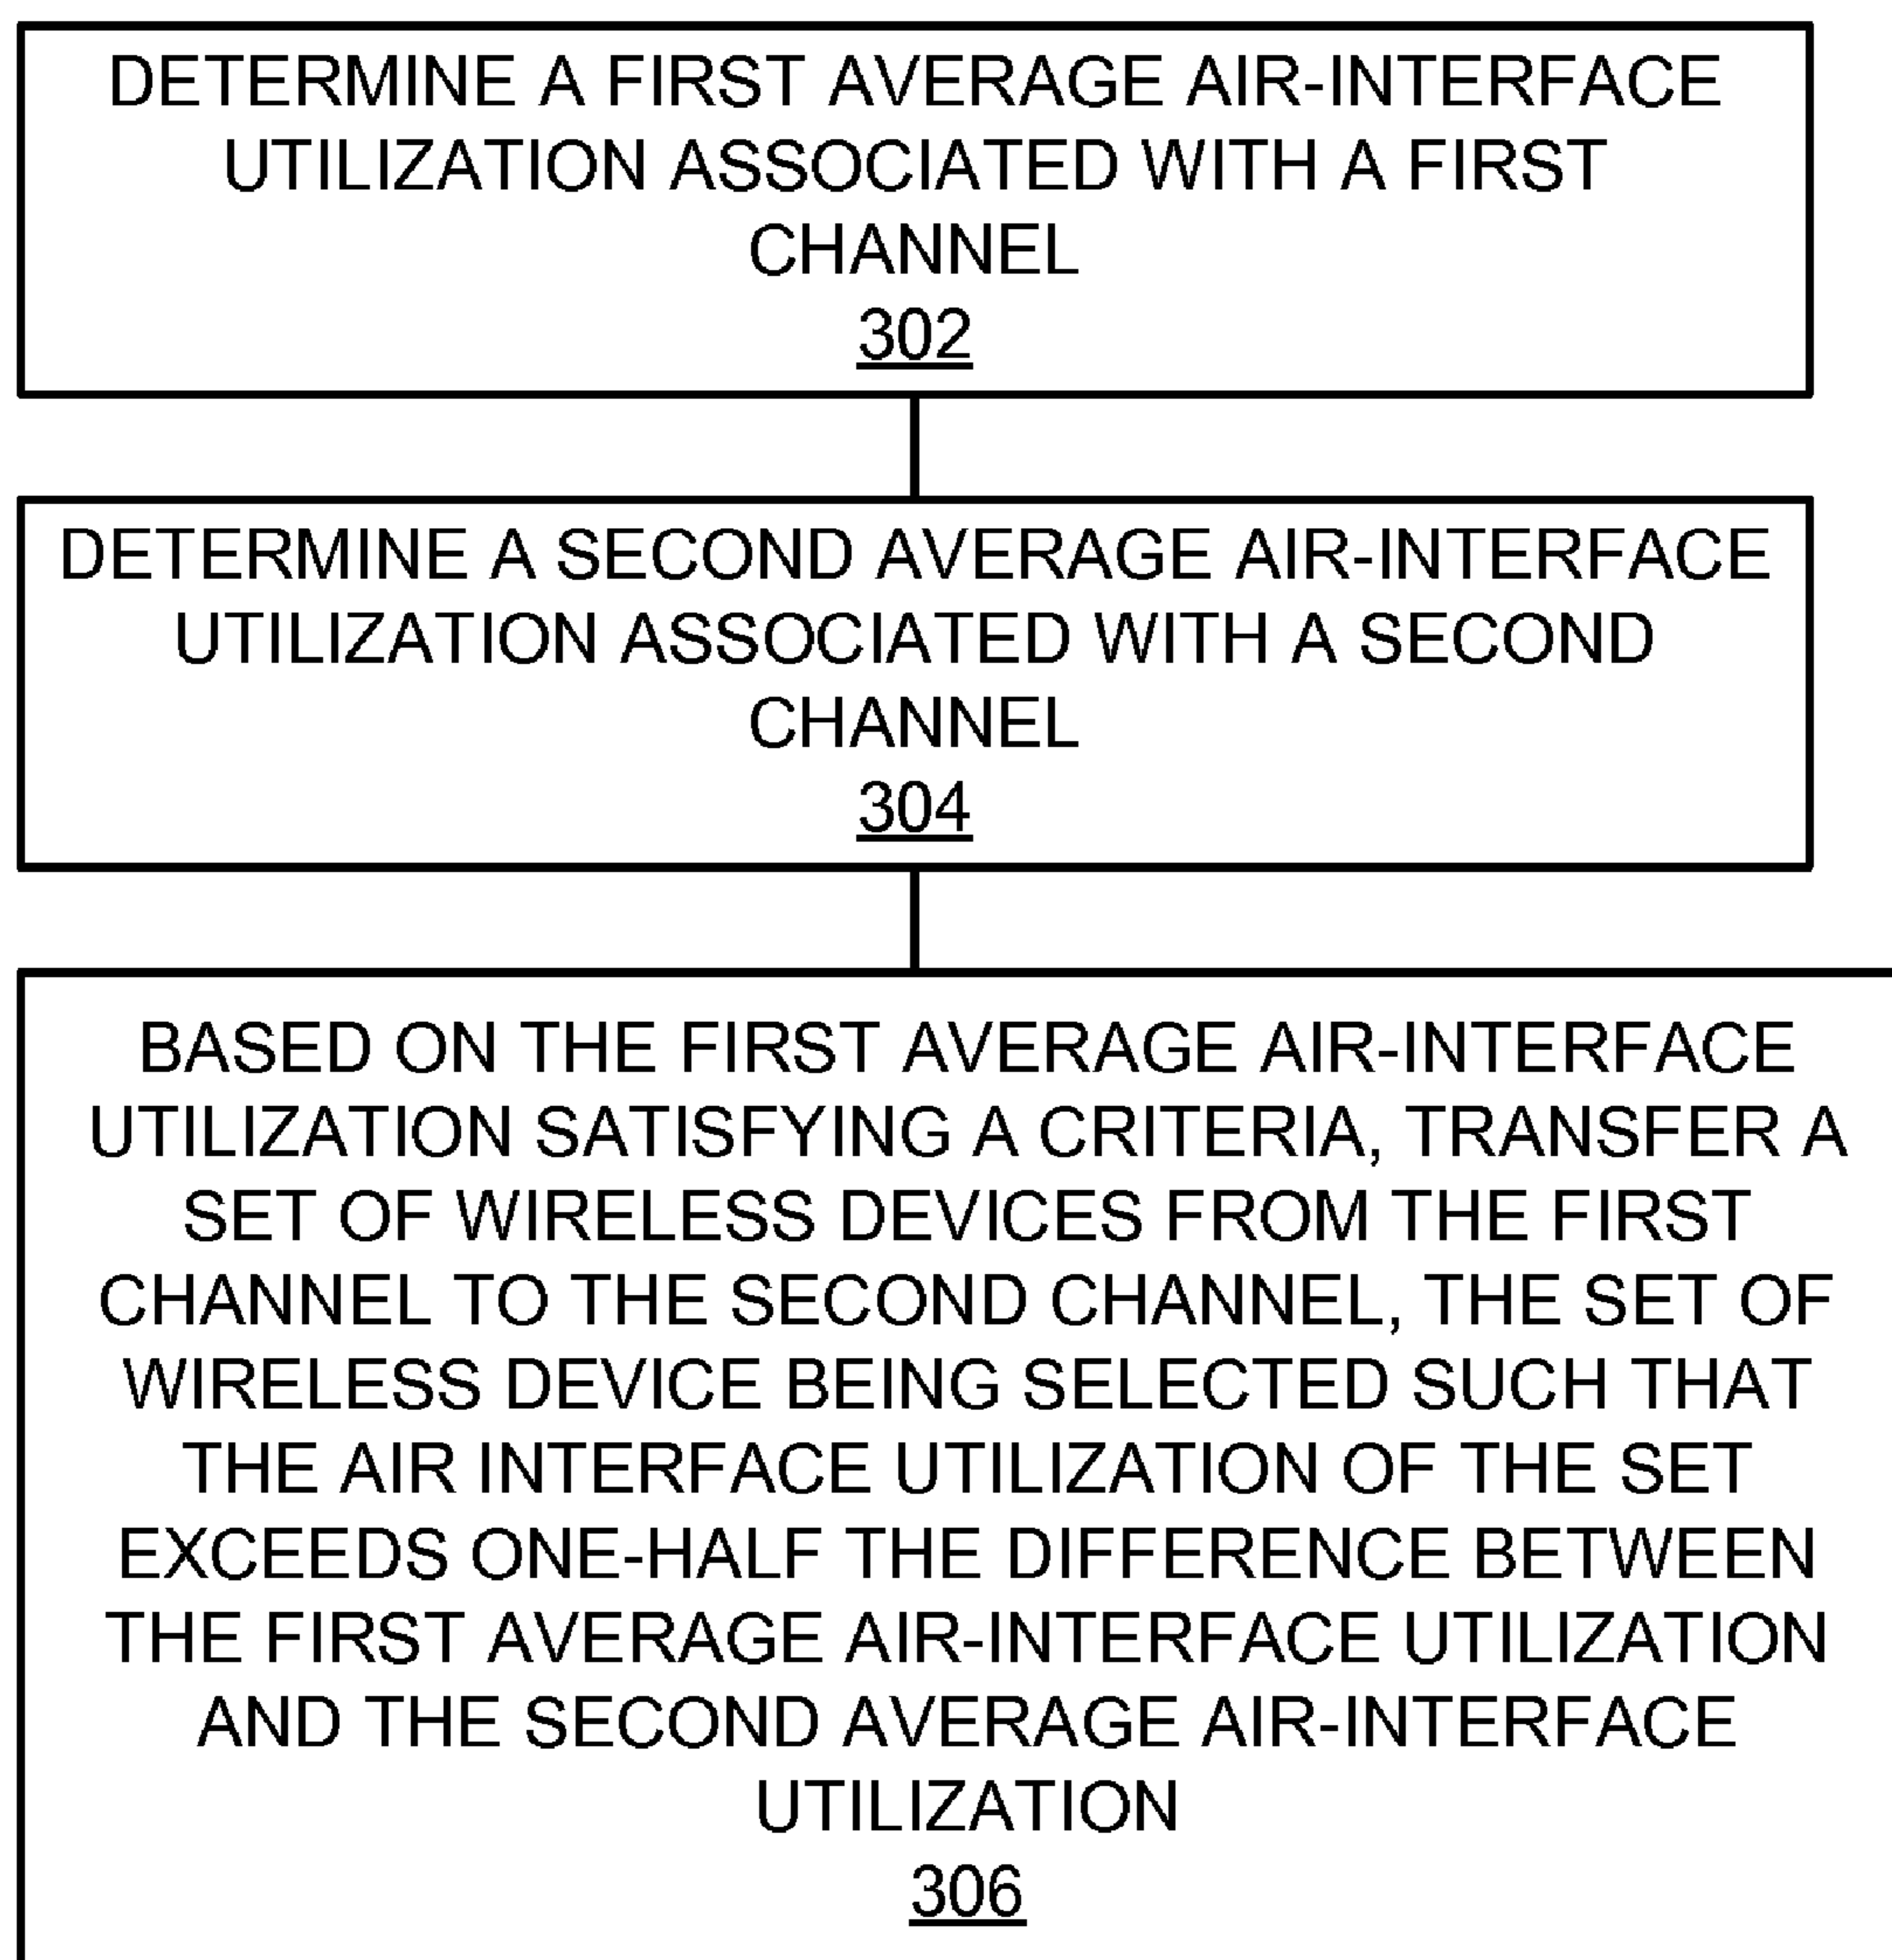 DETERMINE A FIRST AVERAGE AIR-INTERFACE
UTILIZATION ASSOCIATED WITH A FIRST
CHANNEL
302
DETERMINE A SECOND AVERAGE AIR-INTERFACE
UTILIZATION ASSOCIATED WITH A SECOND
CHANNEL
304
BASED ON THE FIRST AVERAGE AIR-INTERFACE
UTILIZATION SATISFYING A CRITERIA, TRANSFER A
SET OF WIRELESS DEVICES FROM THE FIRST
CHANNEL TO THE SECOND CHANNEL, THE SET OF
WIRELESS DEVICE BEING SELECTED SUCH THAT
THE AIR INTERFACE UTILIZATION OF THE SET
EXCEEDS ONE-HALF THE DIFFERENCE BETWEEN
THE FIRST AVERAGE AIR-INTERFACE UTILIZATION
AND THE SECOND AVERAGE AIR-INTERFACE
UTILIZATION
306